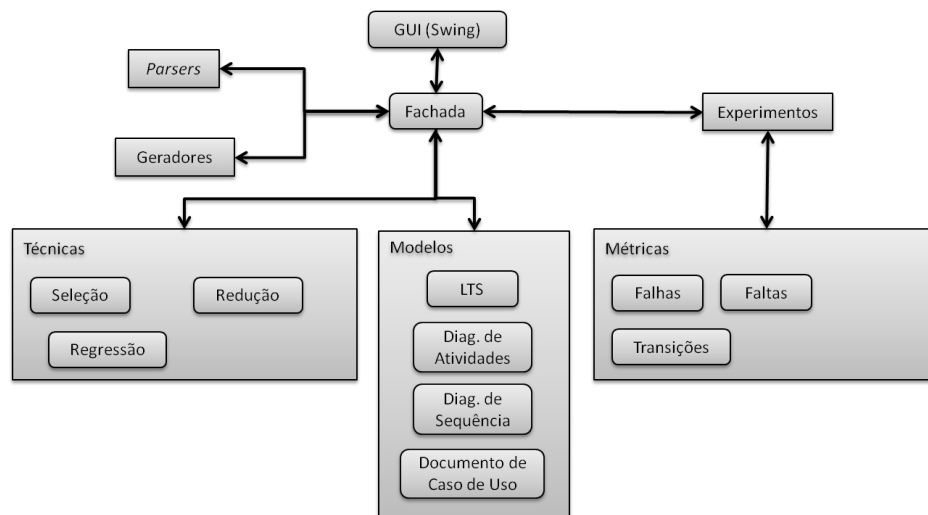 GUI (Swing)
Parsers
Fachada
Experimentos
Geradores
Técnicas
Seleção
Redução
Regressão
Modelos
LTS
Diag. de
Atividades
Diag. de
Sequência
Documento de
Caso de Uso
Métricas
Falhas
Faltas
Transições